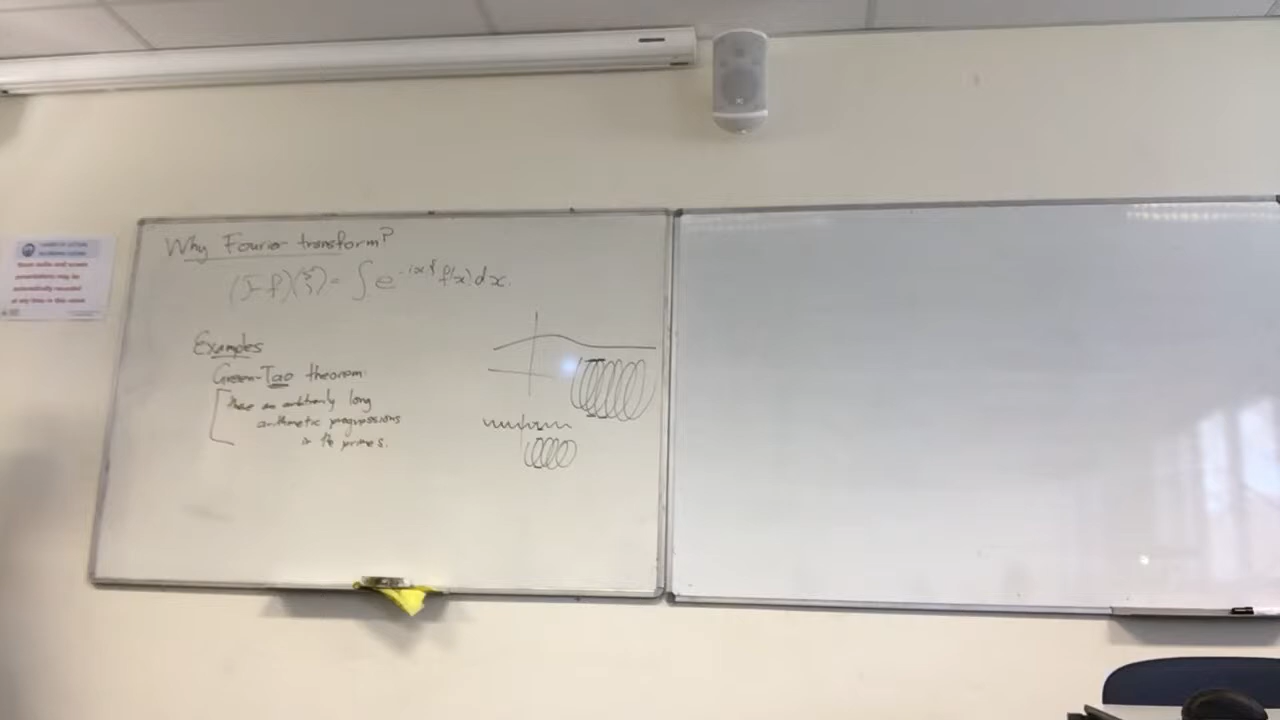 Why Fourier transform?
(Ff)(ξ) = ∫ e^{-ixξ} f(x) dx.
Examples
Green-Tao theorem:
there are arbitrarily long
arithmetic progressions
in the primes.